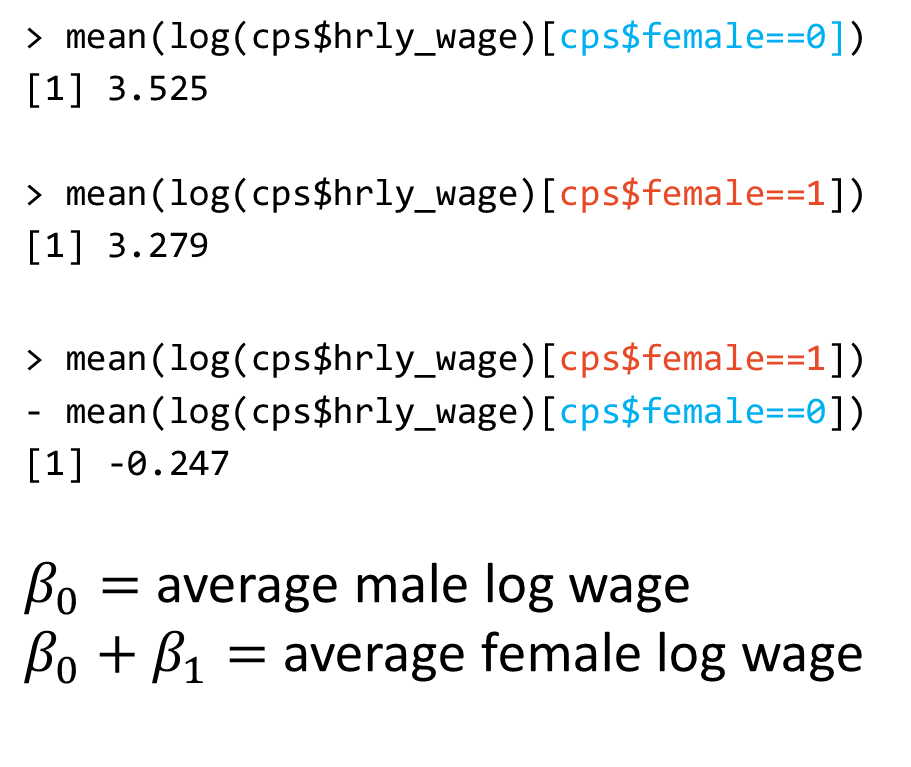 > mean(log(cps$hrly_wage)[cps$female==0])
[1] 3.525
> mean(log(cps$hrly_wage)[cps$female==1])
[1] 3.279
> mean(log(cps$hrly_wage)[cps$female==1])
- mean(log(cps$hrly_wage)[cps$female==0])
[1] -0.247
𝛽₀ = average male log wage
𝛽₀ + 𝛽₁ = average female log wage